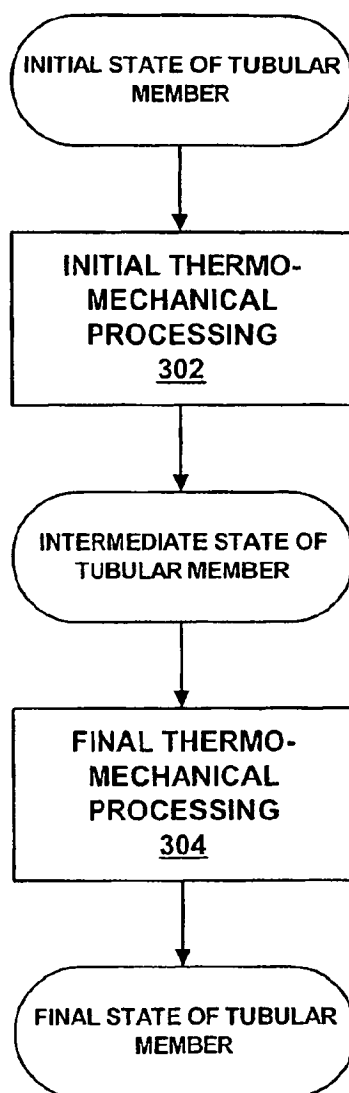 INITIAL STATE OF TUBULAR
MEMBER
INITIAL THERMO-
MECHANICAL
PROCESSING
302
INTERMEDIATE STATE OF
TUBULAR MEMBER
FINAL THERMO-
MECHANICAL
PROCESSING
304
FINAL STATE OF TUBULAR
MEMBER